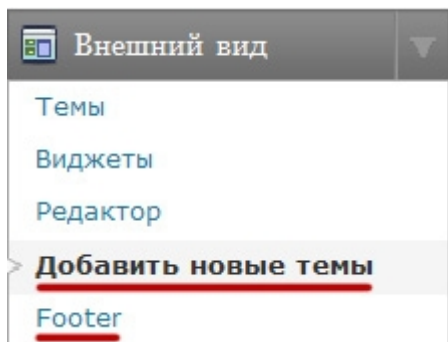 Внешний вид
Темы
Виджеты
Редактор
Добавить новые темы
Footer